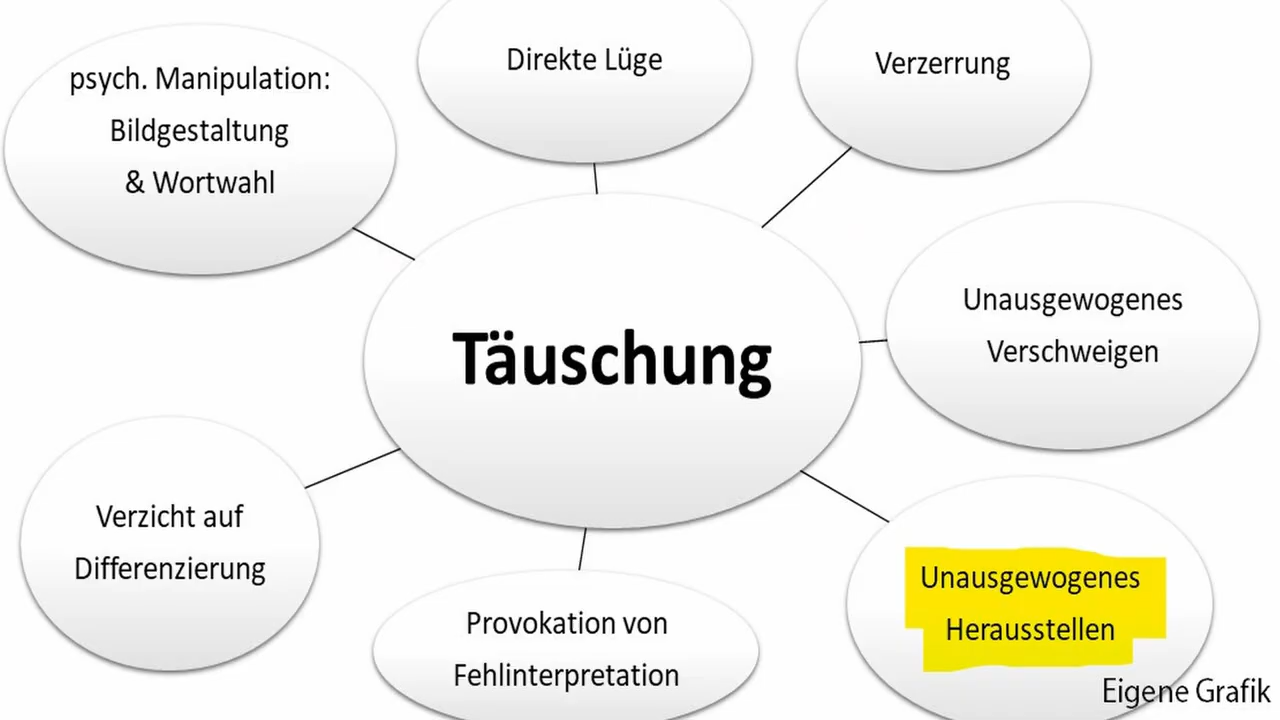 psych. Manipulation:
Bildgestaltung
& Wortwahl
Direkte Lüge
Verzerrung
Unausgewogenes
Verschweigen
Täuschung
Verzicht auf
Differenzierung
Provokation von
Fehlinterpretation
Unausgewogenes
Herausstellen
Eigene Grafik